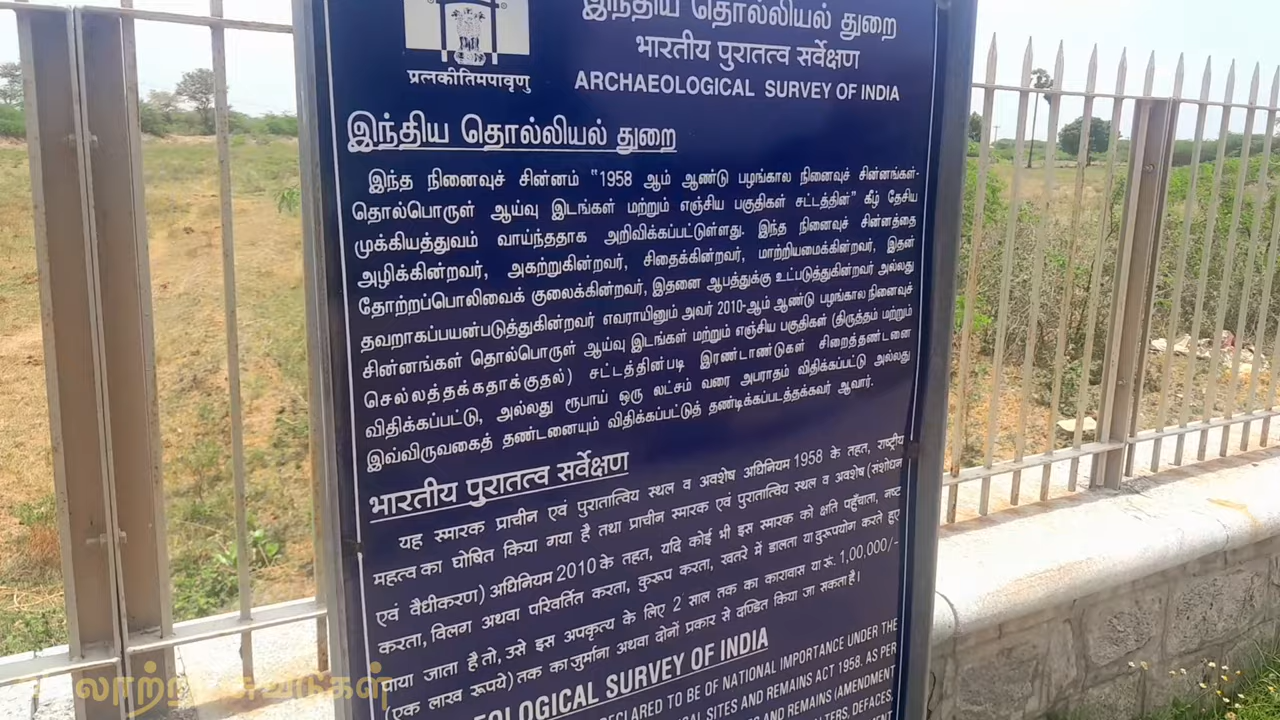 இந்திய தொல்லியல் துறை
भारतीय पुरातत्व सर्वेक्षण
प्रत्नकीर्तिमपावृणु
ARCHAEOLOGICAL SURVEY OF INDIA
இந்திய தொல்லியல் துறை
இந்த நினைவுச் சின்னம் "1958 ஆம் ஆண்டு பழங்கால நினைவுச் சின்னங்கள்-
தொல்பொருள் ஆய்வு இடங்கள் மற்றும் எஞ்சிய பகுதிகள் சட்டத்தின்" கீழ் தேசிய
முக்கியத்துவம் வாய்ந்ததாக அறிவிக்கப்பட்டுள்ளது. இந்த நினைவுச் சின்னத்தை
அழிக்கின்றவர், அகற்றுகின்றவர், சிதைக்கின்றவர், மாற்றியமைக்கின்றவர், இதன்
தோற்றப்பொலிவைக் குலைக்கின்றவர், இதனை ஆபத்துக்கு உட்படுத்துகின்றவர் அல்லது
தவறாகப்பயன்படுத்துகின்றவர் எவராயினும் அவர் 2010-ஆம் ஆண்டு பழங்கால நினைவுச்
சின்னங்கள் தொல்பொருள் ஆய்வு இடங்கள் மற்றும் எஞ்சிய பகுதிகள் (திருத்தம் மற்றும்
செல்லத்தக்கதாக்குதல்) சட்டத்தின்படி இரண்டாண்டுகள் சிறைத்தண்டனை
விதிக்கப்பட்டு, அல்லது ரூபாய் ஒரு லட்சம் வரை அபராதம் விதிக்கப்பட்டு அல்லது
இவ்விருவகைத் தண்டனையும் விதிக்கப்பட்டுத் தண்டிக்கப்படத்தக்கவர் ஆவார்.
भारतीय पुरातत्व सर्वेक्षण
यह स्मारक प्राचीन एवं पुरातात्विय स्थल व अवशेष अधिनियम 1958 के तहत, राष्ट्रीय
महत्व का घोषित किया गया है तथा प्राचीन स्मारक एवं पुरातात्विय स्थल व अवशेष (संशोधन
एवं वैधीकरण) अधिनियम 2010 के तहत, यदि कोई भी इस स्मारक को क्षति पहुँचाता, नष्ट
करता, विलग अथवा परिवर्तित करता, कुरूप करता, खतरे में डालता या दुरूपयोग करते हुए
पाया जाता है तो, उसे इस अपकृत्य के लिए 2 साल तक का कारावास या रू. 1,00,000/-
(एक लाख रूपये) तक का जुर्माना अथवा दोनों प्रकार से दण्डित किया जा सकता है।
OLOGICAL SURVEY OF INDIA
DECLARED TO BE OF NATIONAL IMPORTANCE UNDER THE
CAL SITES AND REMAINS ACT 1958. AS PER
AND REMAINS (AMENDMENT
ALTERS, DEFACES,